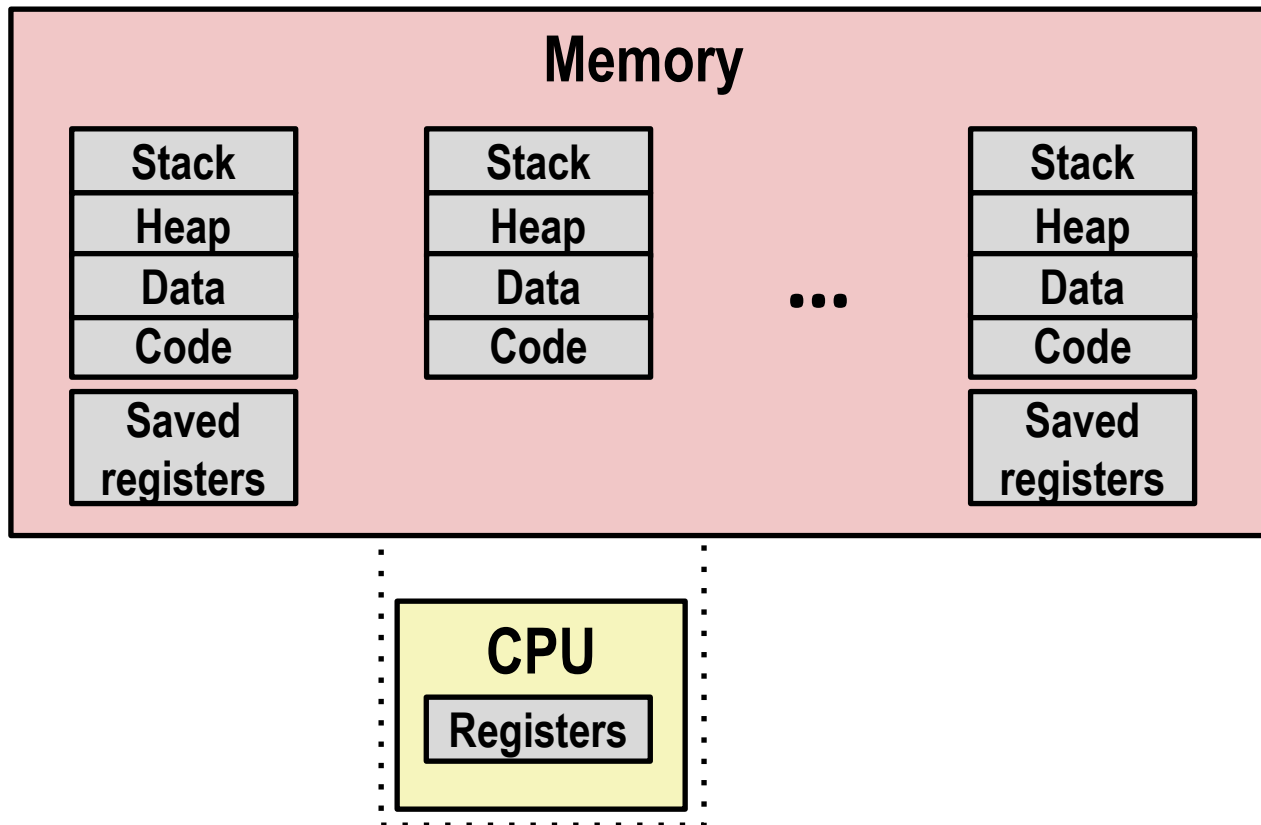 Memory
Stack
Heap
Data
Code
Saved
registers
Stack
Heap
Data
Code
...
Stack
Heap
Data
Code
Saved
registers
CPU
Registers